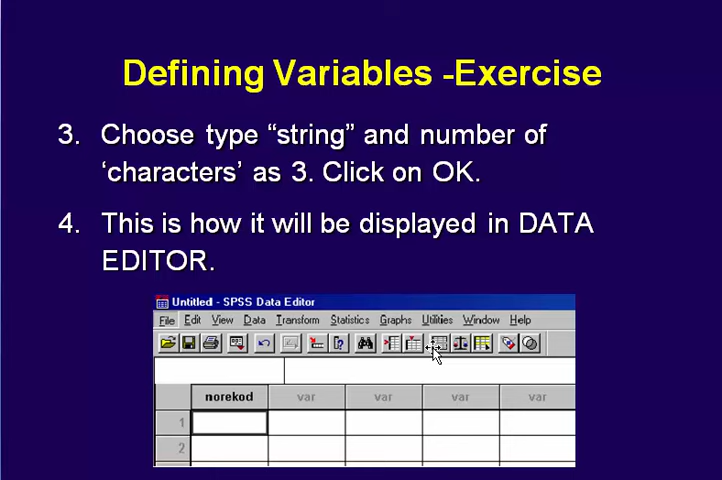 Defining Variables -Exercise
3. Choose type “string” and number of
‘characters’ as 3. Click on OK.
4. This is how it will be displayed in DATA
EDITOR.
Untitled - SPSS Data Editor
File Edit View Data Transform Statistics Graphs Utilities Window Help
norekod var var var var
1
2